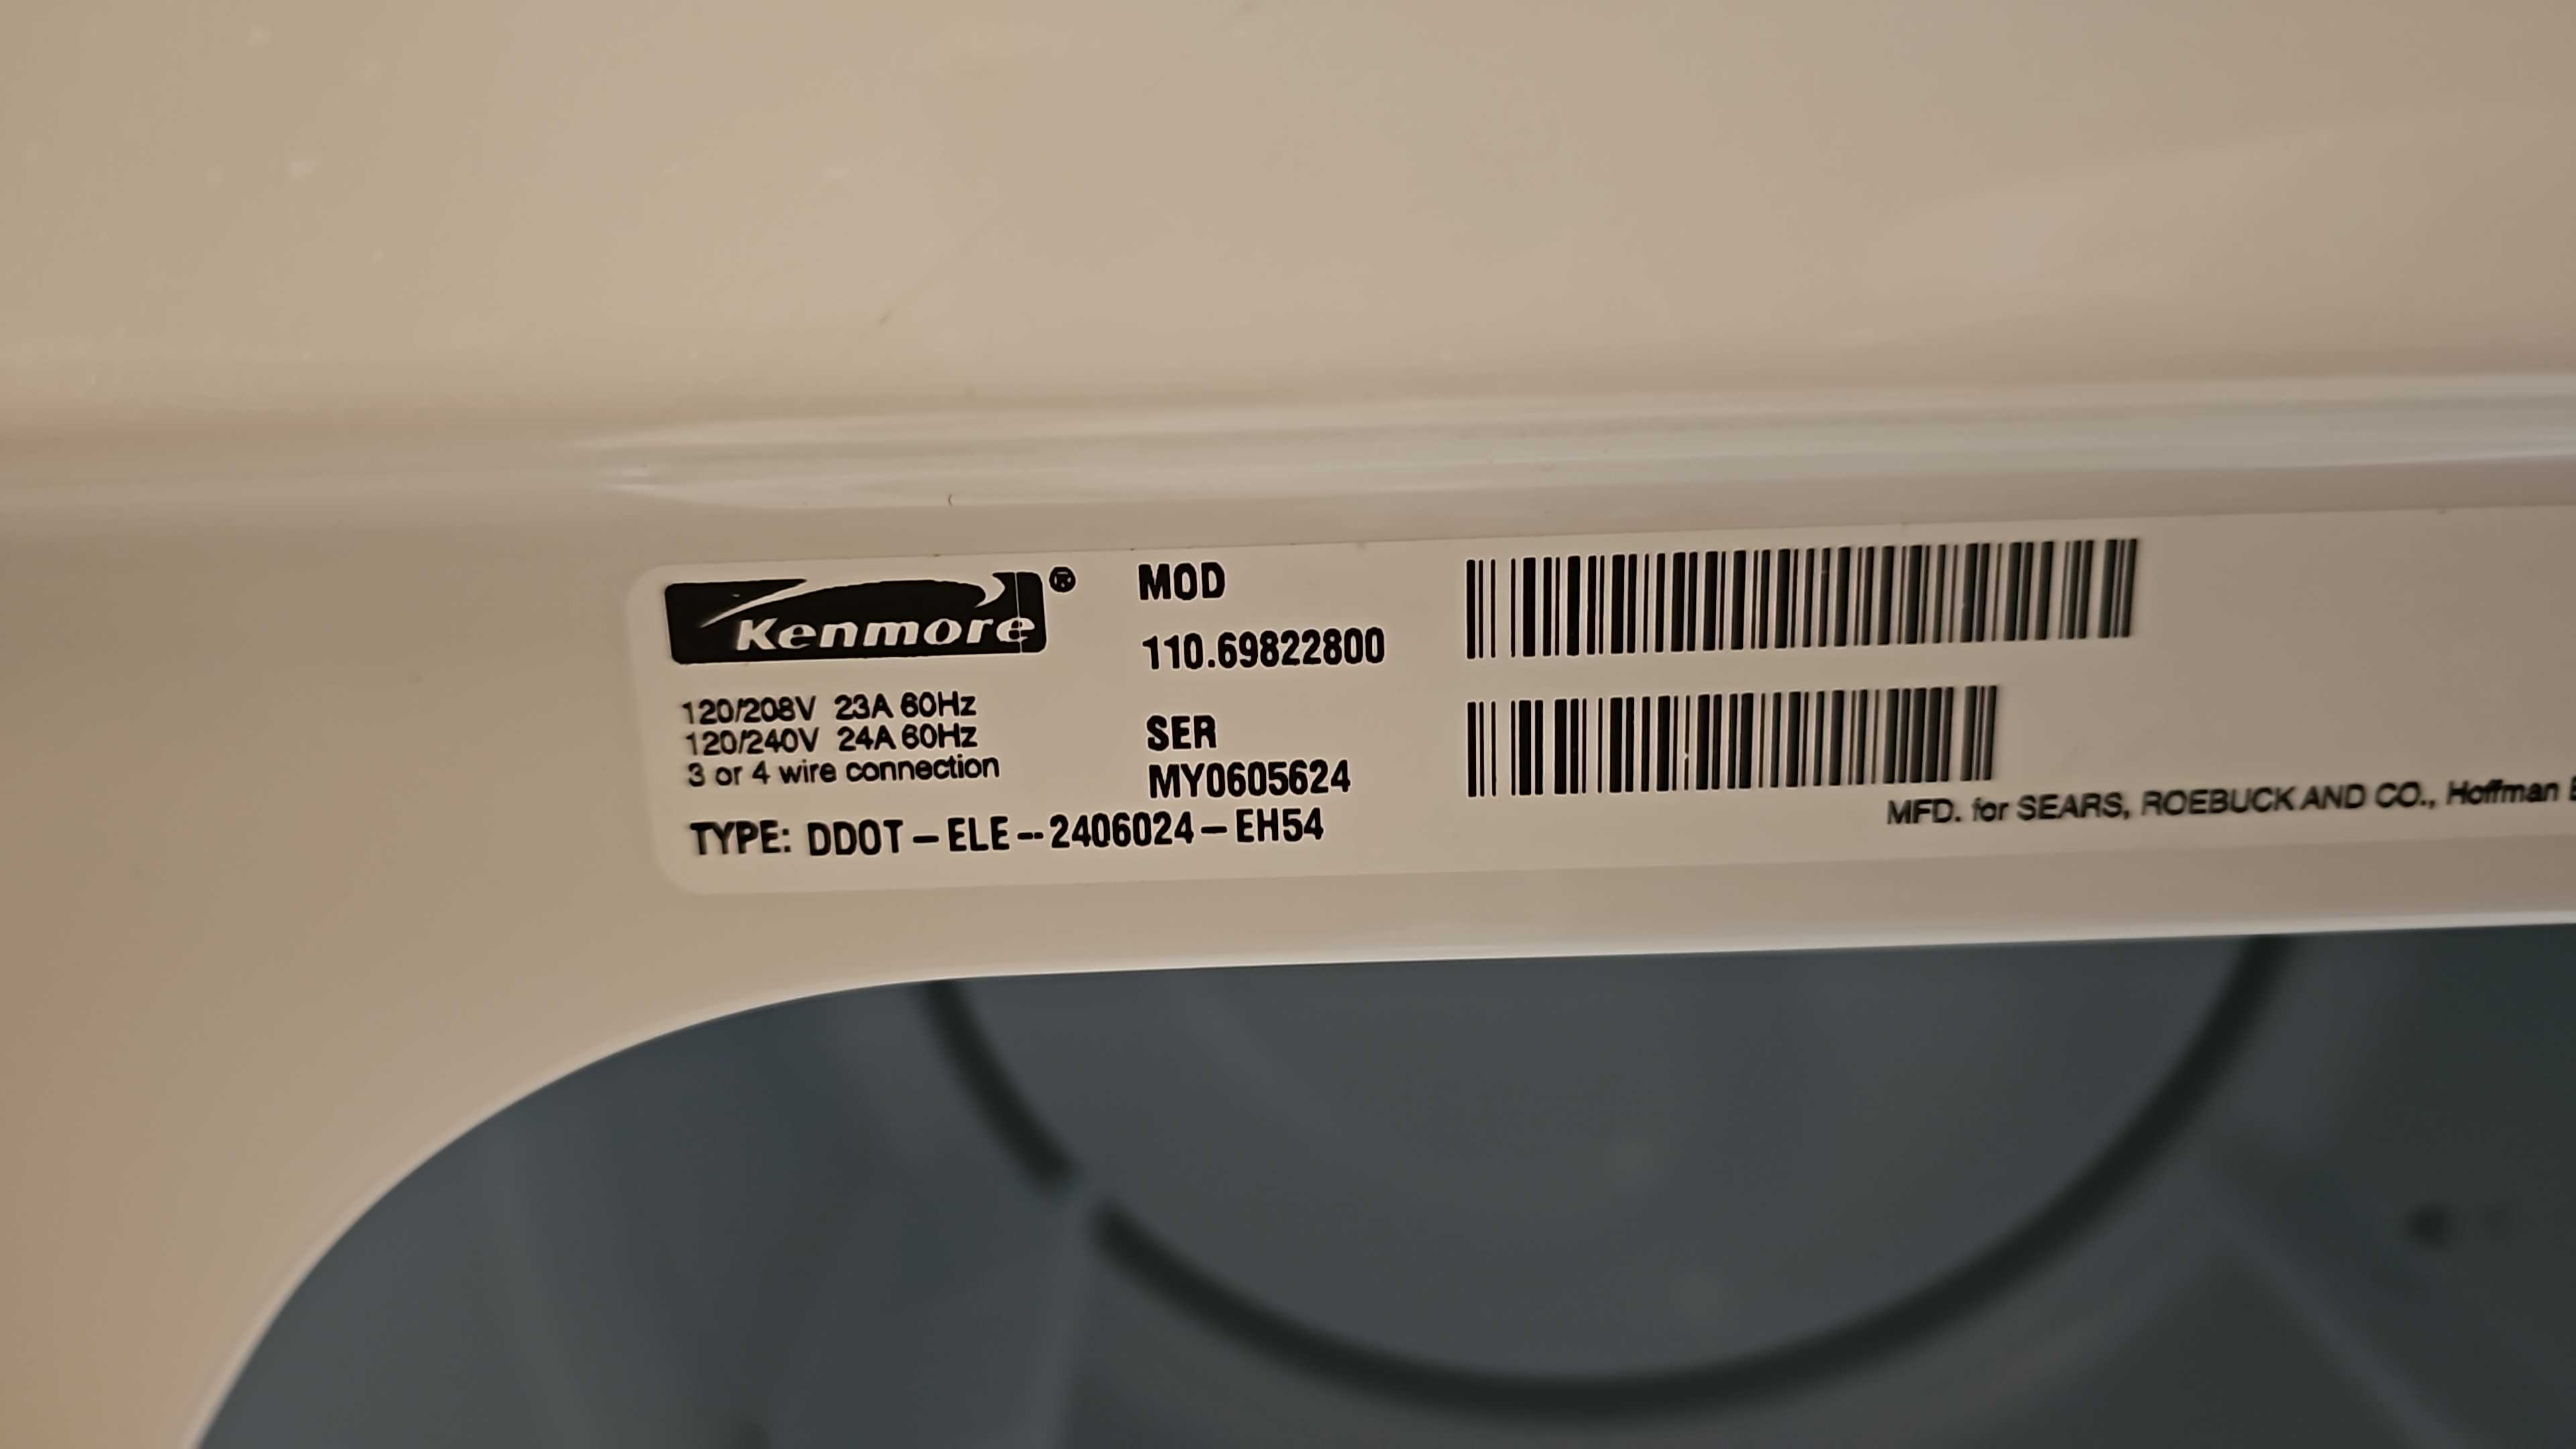 Kenmore®
120/208V 23A 60Hz
120/240V 24A 60Hz
3 or 4 wire connection
MOD
110.69822800
SER
MY0605624
TYPE: DDOT-ELE--2406024-EH54
MFD. for SEARS, ROEBUCK AND CO., Hoffman